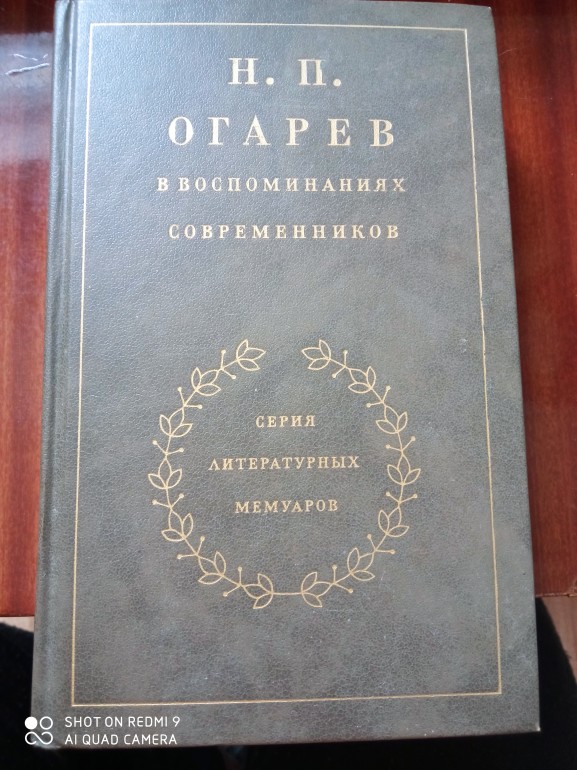 Н. П.
ОГАРЕВ
В ВОСПОМИНАНИЯХ
СОВРЕМЕННИКОВ
СЕРИЯ
ЛИТЕРАТУРНЫХ
МЕМУАРОВ
SHOT ON REDMI 9
AI QUAD CAMERA